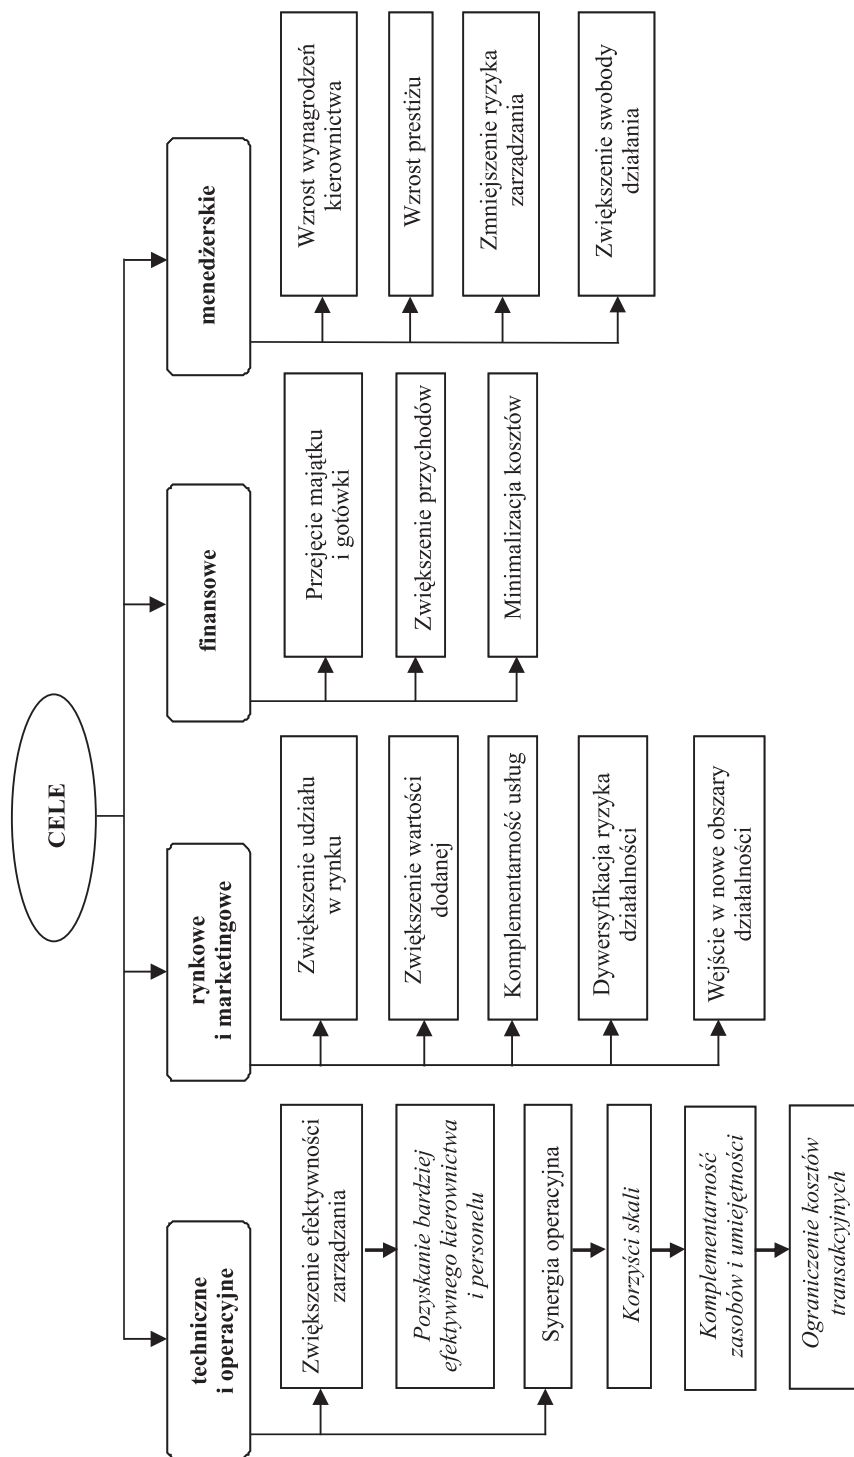 CELE
techniczne
i operacyjne
Zwiększenie efektywności
zarządzania
Pozyskanie bardziej
efektywnego kierownictwa
i personelu
Synergia operacyjna
Korzyści skali
Komplementarność
zasobów i umiejętności
Ograniczenie kosztów
transakcyjnych
rynkowe
i marketingowe
Zwiększenie udziału
w rynku
Zwiększenie wartości
dodanej
Komplementarność usług
Dywersyfikacja ryzyka
działalności
Wejście w nowe obszary
działalności
finansowe
Przejęcie majątku
i gotówki
Zwiększenie przychodów
Minimalizacja kosztów
menedżerskie
Wzrost wynagrodzeń
kierownictwa
Wzrost prestiżu
Zmniejszenie ryzyka
zarządzania
Zwiększenie swobody
działania